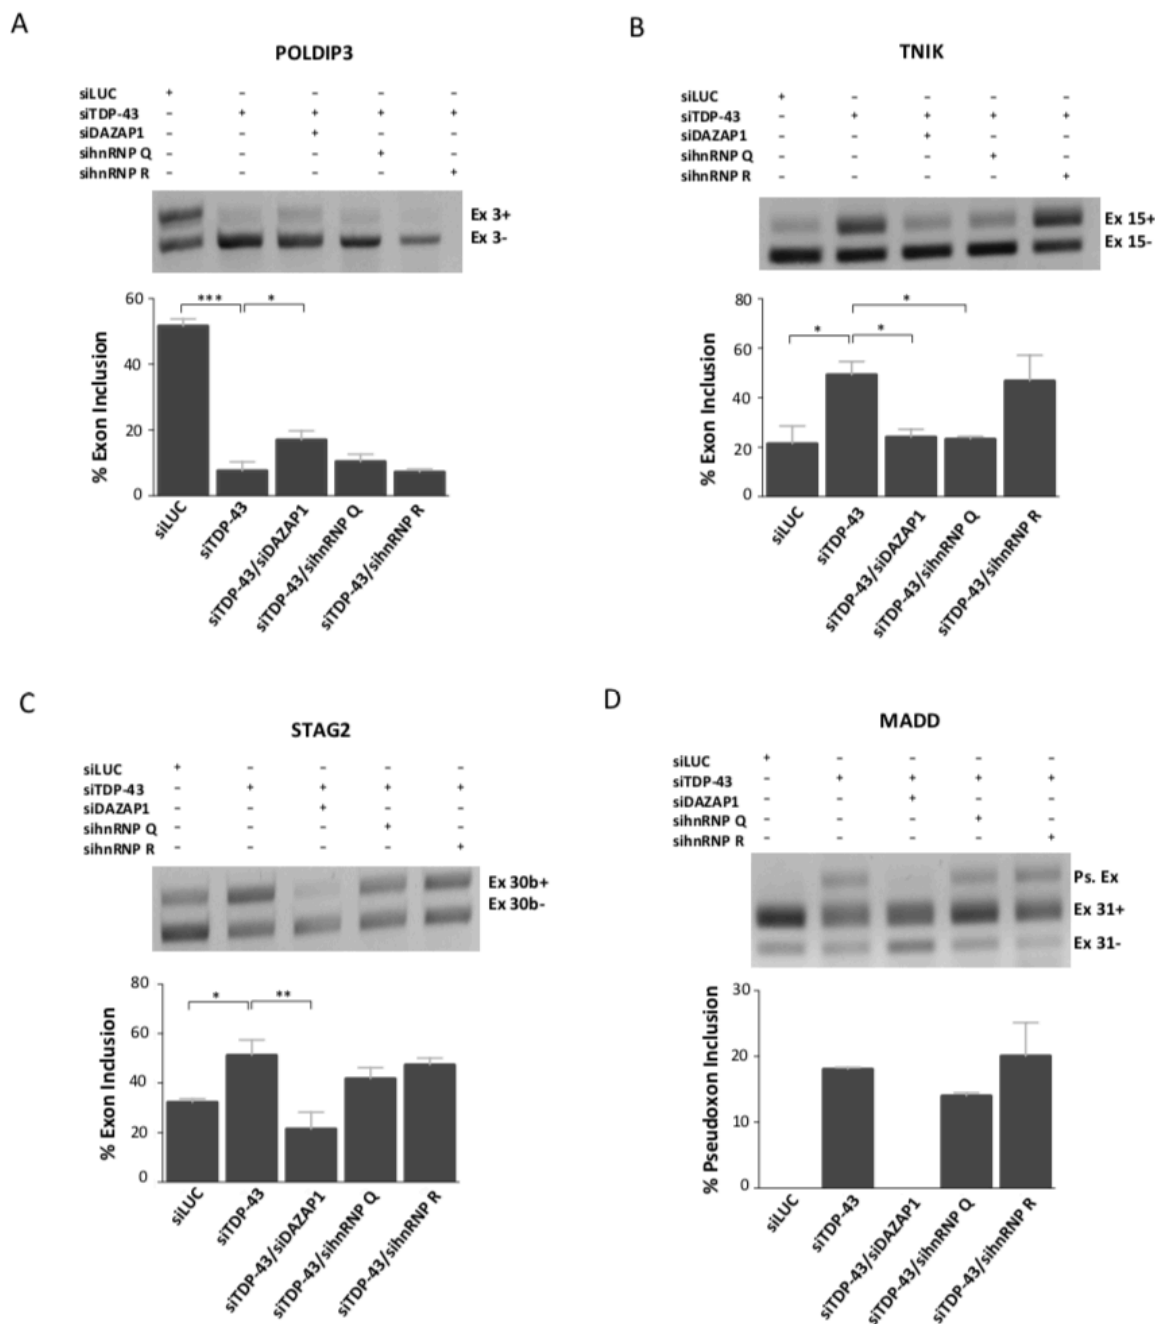 A
POLDIP3
siLUC + - - - -
siTDP-43 - + + + +
siDAZAP1 - - + - -
sihnRNP Q - - - + -
sihnRNP R - - - - +
Ex 3+
Ex 3-
*** *
% Exon Inclusion
60
40
20
0
siLUC
siTDP-43
siTDP-43/siDAZAP1
siTDP-43/sihnRNP Q
siTDP-43/sihnRNP R
B
TNIK
siLUC + - - - -
siTDP-43 - + + + +
siDAZAP1 - - + - -
sihnRNP Q - - - + -
sihnRNP R - - - - +
Ex 15+
Ex 15-
*
* *
% Exon Inclusion
80
60
40
20
0
siLUC
siTDP-43
siTDP-43/siDAZAP1
siTDP-43/sihnRNP Q
siTDP-43/sihnRNP R
C
STAG2
siLUC + - - - -
siTDP-43 - + + + +
siDAZAP1 - - + - -
sihnRNP Q - - - + -
sihnRNP R - - - - +
Ex 30b+
Ex 30b-
* **
% Exon Inclusion
80
60
40
20
0
siLUC
siTDP-43
siTDP-43/siDAZAP1
siTDP-43/sihnRNP Q
siTDP-43/sihnRNP R
D
MADD
siLUC + - - - -
siTDP-43 - + + + +
siDAZAP1 - - + - -
sihnRNP Q - - - + -
sihnRNP R - - - - +
Ps. Ex
Ex 31+
Ex 31-
% Pseudoxon Inclusion
30
20
10
0
siLUC
siTDP-43
siTDP-43/siDAZAP1
siTDP-43/sihnRNP Q
siTDP-43/sihnRNP R